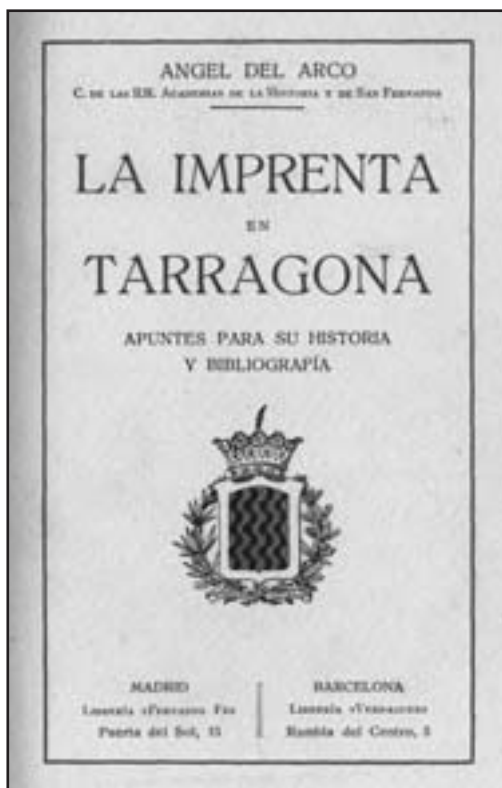 ANGEL DEL ARCO
C. DE LAS RR. ACADEMIAS DE LA HISTORIA Y DE SAN FERNANDO
LA IMPRENTA
EN
TARRAGONA
APUNTES PARA SU HISTORIA
Y BIBLIOGRAFÍA
MADRID
LIBRERÍA «FERNANDO FE»
Puerta del Sol, 15
BARCELONA
LIBRERÍA «VERDAGUER»
Rambla del Centro, 5